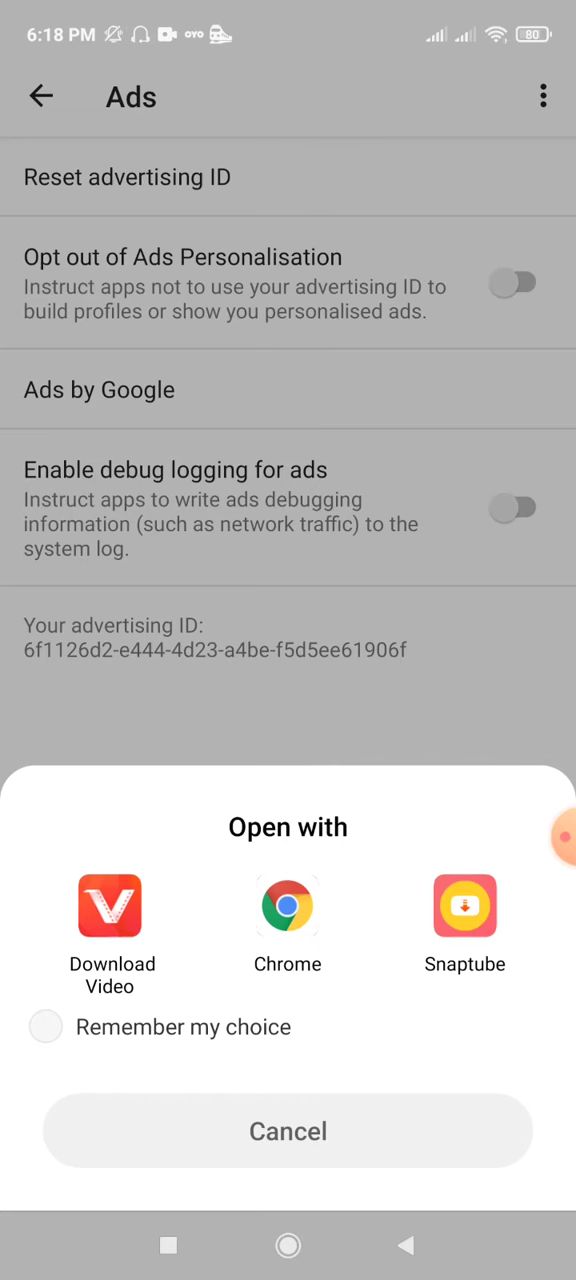 6:18 PM OYO 80
Ads
Reset advertising ID
Opt out of Ads Personalisation
Instruct apps not to use your advertising ID to
build profiles or show you personalised ads.
Ads by Google
Enable debug logging for ads
Instruct apps to write ads debugging
information (such as network traffic) to the
system log.
Your advertising ID:
6f1126d2-e444-4d23-a4be-f5d5ee61906f
Open with
Download
Video
Chrome
Snaptube
Remember my choice
Cancel